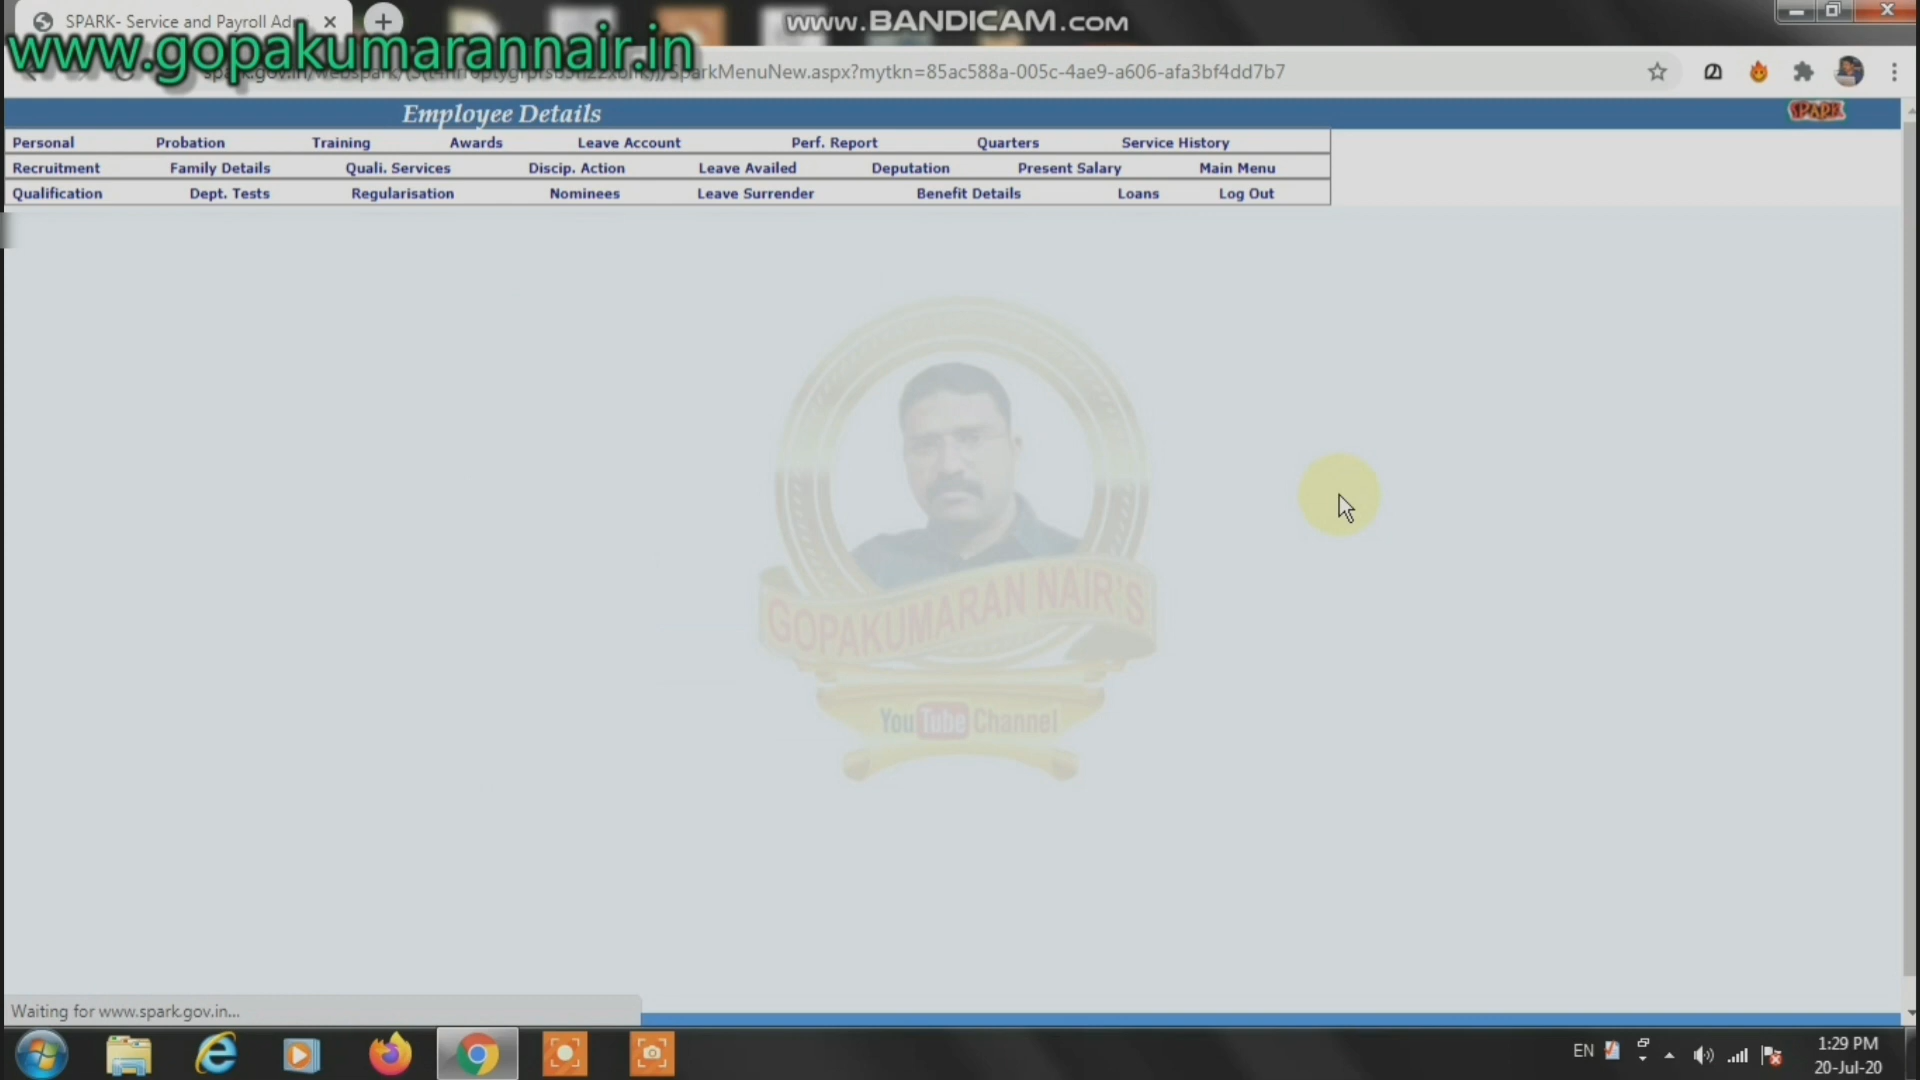 SPARK- Service and Payroll Ad
www.BANDICAM.com
www.gopakumarannair.in
SparkMenuNew.aspx?mytkn=85ac588a-005c-4ae9-a606-afa3bf4dd7b7
Employee Details
SPARK
Personal Probation Training Awards Leave Account Perf. Report Quarters Service History
Recruitment Family Details Quali. Services Discip. Action Leave Availed Deputation Present Salary Main Menu
Qualification Dept. Tests Regularisation Nominees Leave Surrender Benefit Details Loans Log Out
GOPAKUMARAN NAIR'S
YouTube Channel
Waiting for www.spark.gov.in...
EN
1:29 PM
20-Jul-20